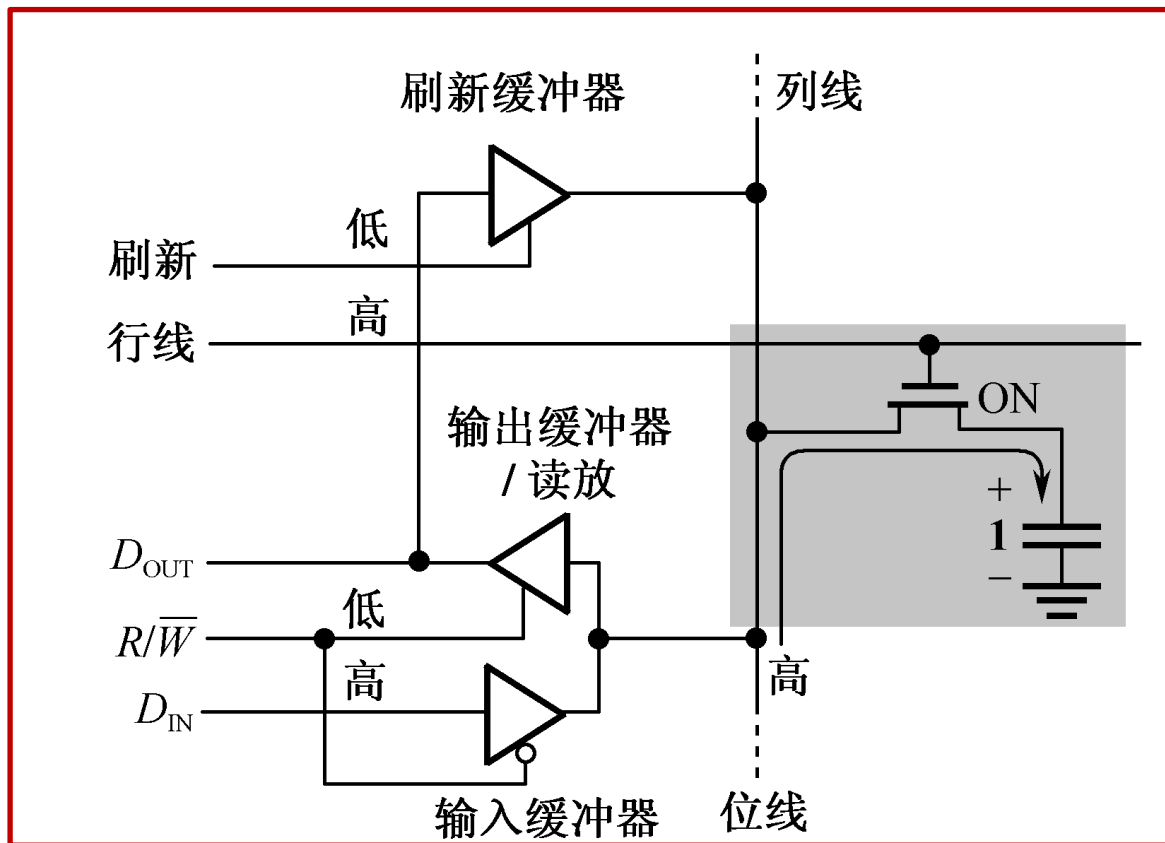 刷新缓冲器
列线
低
刷新
高
行线
ON
输出缓冲器
/ 读放
+
1
−
D_OUT
低
R/W̅
高
D_IN
高
输入缓冲器
位线